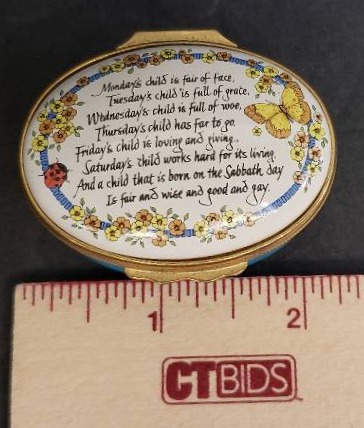 Monday's child is fair of face,
Tuesday's child is full of grace,
Wednesday's child is full of woe,
Thursday's child has far to go,
Friday's child is loving and giving,
Saturday's child works hard for its living,
And a child that is born on the Sabbath day
Is fair and wise and good and gay.
1 2
CTBIDS